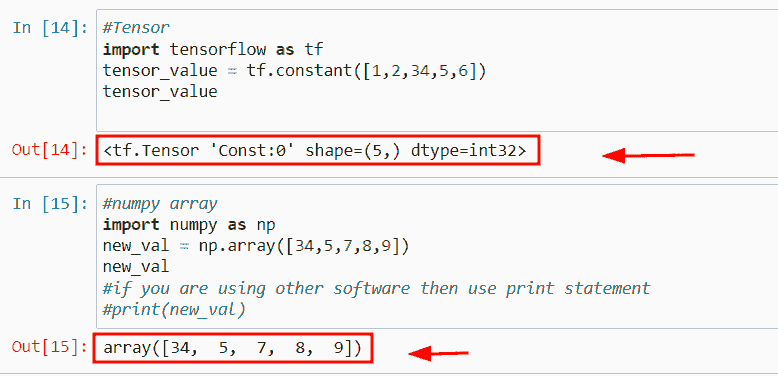 In [14]: #Tensor
import tensorflow as tf
tensor_value = tf.constant([1,2,34,5,6])
tensor_value
Out[14]: <tf.Tensor 'Const:0' shape=(5,) dtype=int32>
In [15]: #numpy array
import numpy as np
new_val = np.array([34,5,7,8,9])
new_val
#if you are using other software then use print statement
#print(new_val)
Out[15]: array([34,  5,  7,  8,  9])